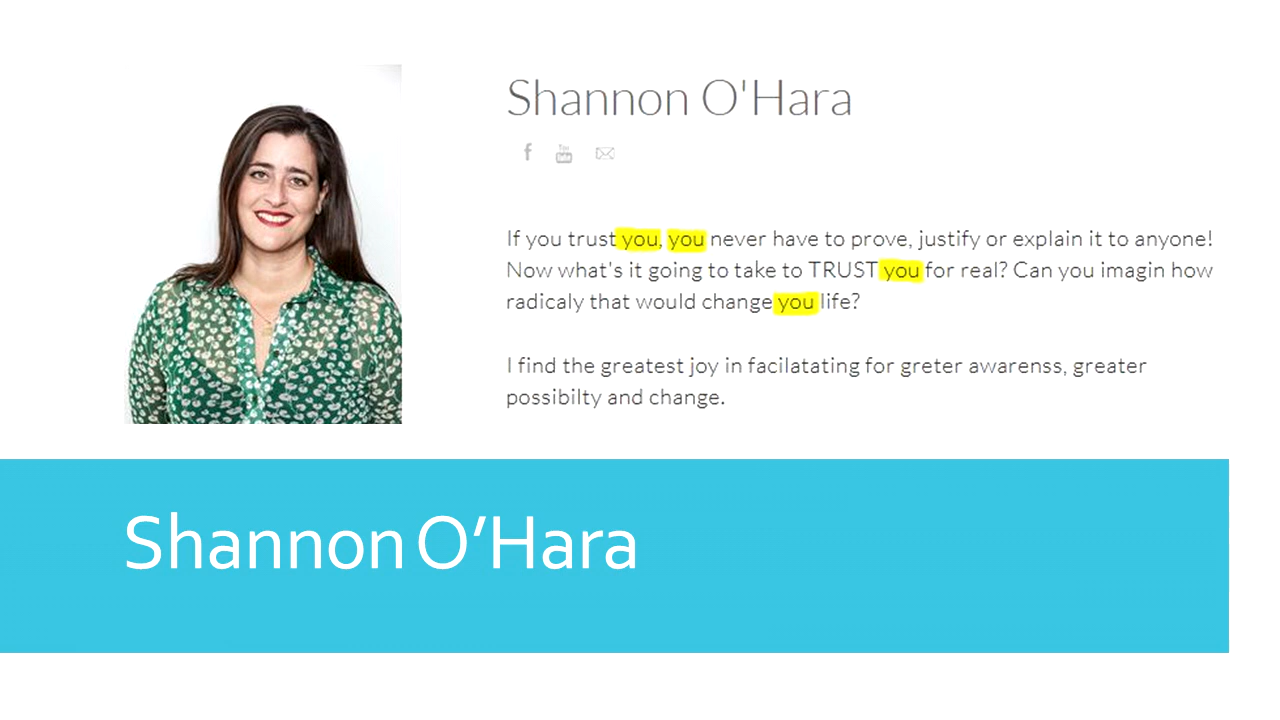 Shannon O'Hara
If you trust you, you never have to prove, justify or explain it to anyone!
Now what's it going to take to TRUST you for real? Can you imagin how
radicaly that would change you life?
I find the greatest joy in facilatating for greter awarenss, greater
possibilty and change.
Shannon O’Hara